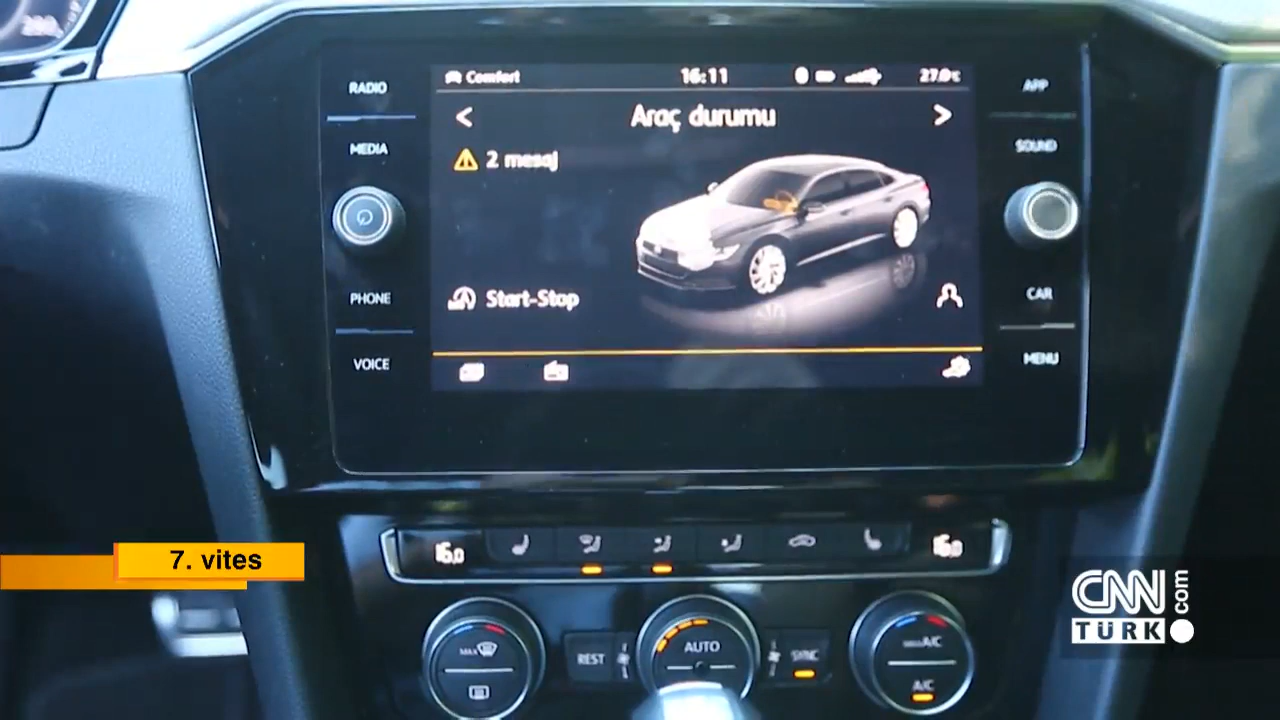 Comfort 16:11 27.0°C
Araç durumu
2 mesaj
Start-Stop
RADIO
MEDIA
PHONE
VOICE
APP
SOUND
CAR
MENU
16.0 16.0
MAX
REST
AUTO
SYNC
A/C
A/C
7. vites
CNN
TÜRK
.com